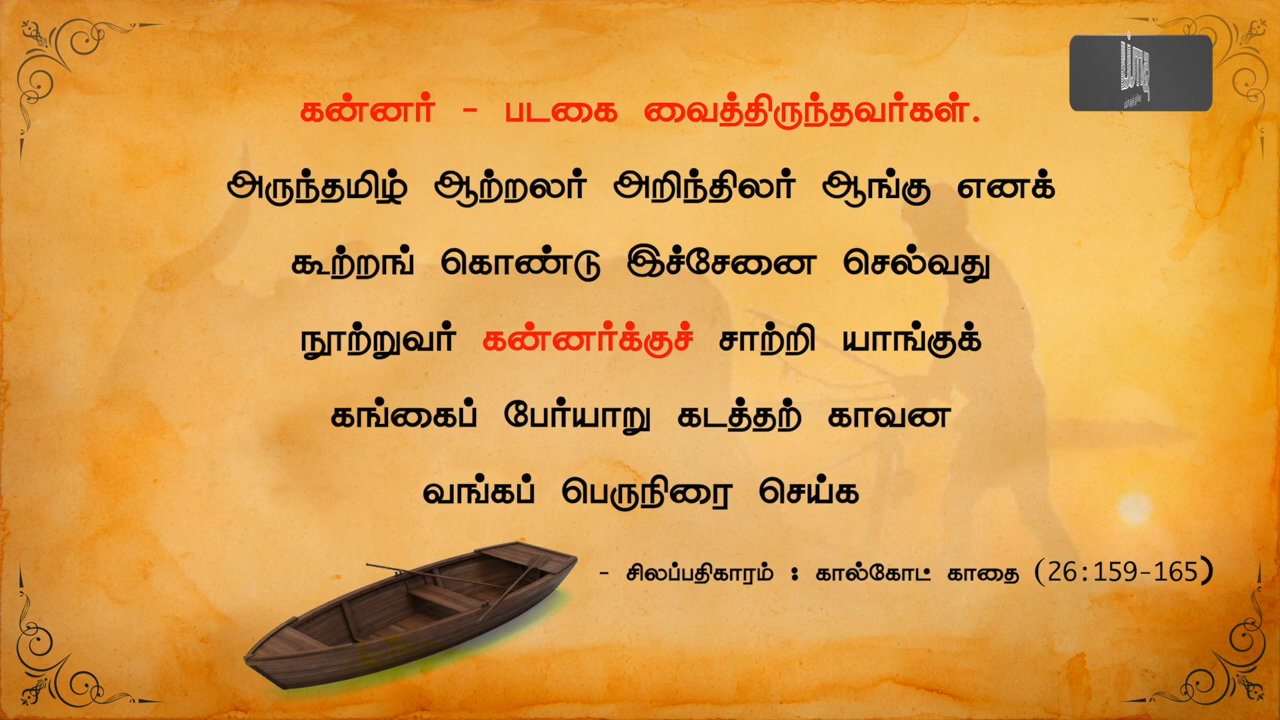 கன்னர் - படகை வைத்திருந்தவர்கள்.
அருந்தமிழ் ஆற்றலர் அறிந்திலர் ஆங்கு எனக்
கூற்றங் கொண்டு இச்சேனை செல்வது
நூற்றுவர் கன்னர்க்குச் சாற்றி யாங்குக்
கங்கைப் பேர்யாறு கடத்தற் காவன
வங்கப் பெருநிரை செய்க
- சிலப்பதிகாரம் : கால்கோட் காதை (26:159-165)